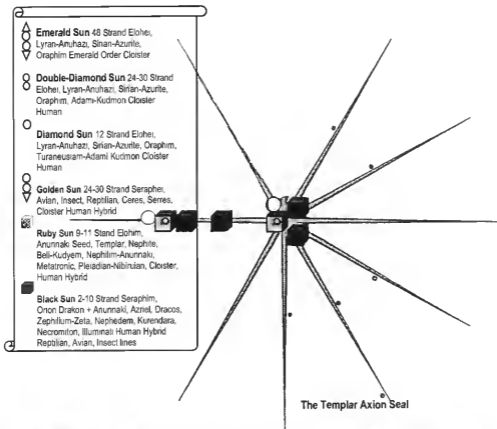 Emerald Sun 48 Strand Elohei,
Lyran-Anuhazi, Sirian-Azurite,
Oraphim Emerald Order Cloister
Double-Diamond Sun 24-30 Strand
Elohei, Lyran-Anuhazi, Sirian-Azurite,
Oraphim, Adami-Kudmon Cloister
Human
Diamond Sun 12 Strand Elohei,
Lyran-Anuhazi, Sirian-Azurite, Oraphim,
Turaneusiam-Adami Kudmon Cloister
Human
Golden Sun 24-30 Strand Seraphei,
Avian, Insect, Reptilian, Ceres, Serres,
Cloister Human Hybrid
Ruby Sun 9-11 Stand Elohim,
Annunaki Seed, Templar, Nephite,
Beli-Kudyem, Nephilim-Anunnaki,
Metatronic, Pleiadian-Nibiruian, Cloister,
Human Hybrid
Black Sun 2-10 Strand Seraphim,
Orion Drakon + Anunnaki, Azriel, Dracos,
Zephilium-Zeta, Nephedem, Kurendara,
Necromiton, Illuminati Human Hybrid
Reptilian, Avian, Insect lines
The Templar Axion Seal